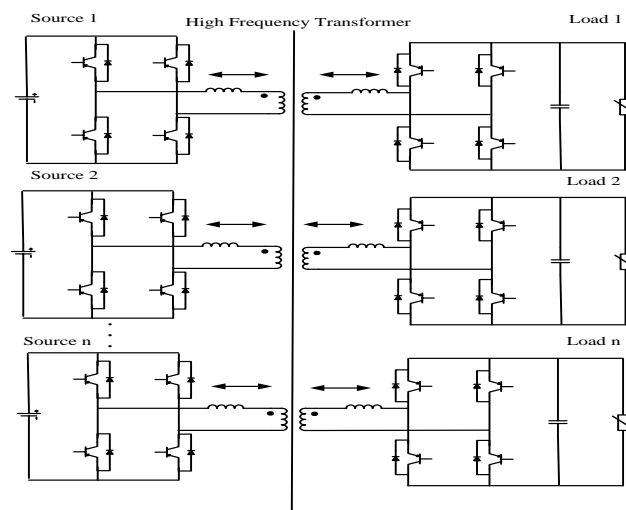 Source 1
High Frequency Transformer
Load 1
Source 2
Load 2
Source n
Load n